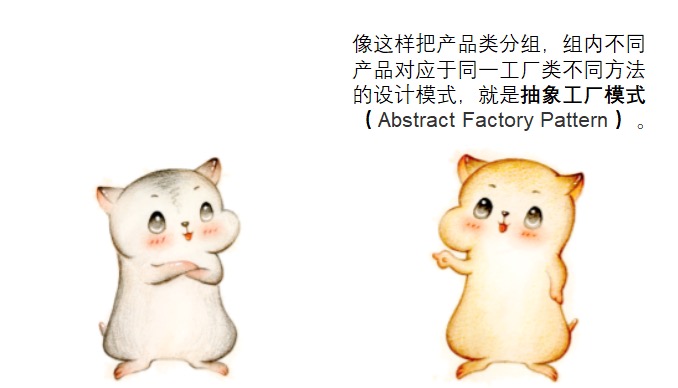 像这样把产品类分组，组内不同
产品对应于同一工厂类不同方法
的设计模式，就是抽象工厂模式
（Abstract Factory Pattern）。